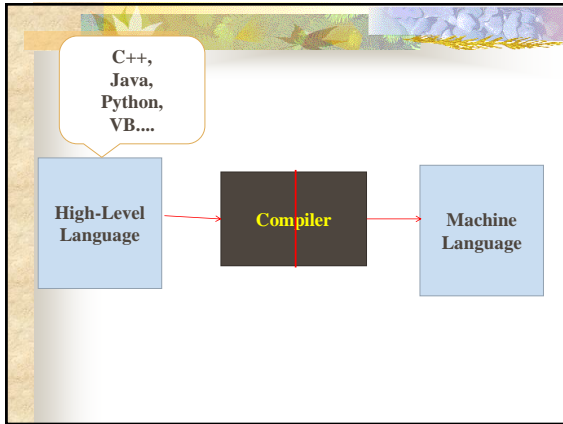 C++,
Java,
Python,
VB....
High-Level
Language
Compiler
Machine
Language